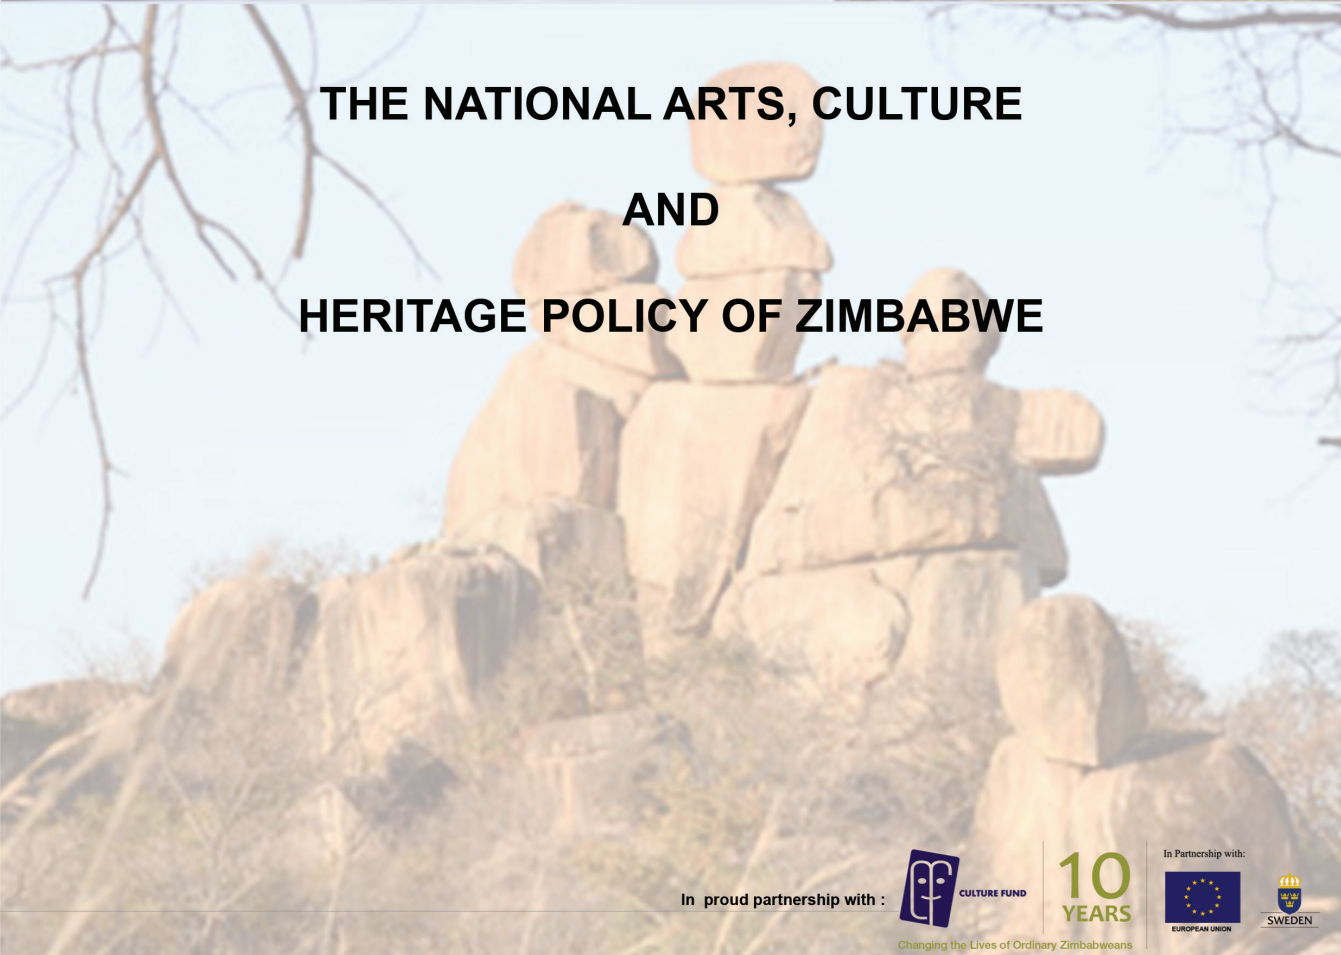 THE NATIONAL ARTS, CULTURE
AND
HERITAGE POLICY OF ZIMBABWE
In proud partnership with :
CULTURE FUND
10
YEARS
Changing the Lives of Ordinary Zimbabweans
In Partnership with:
EUROPEAN UNION
SWEDEN